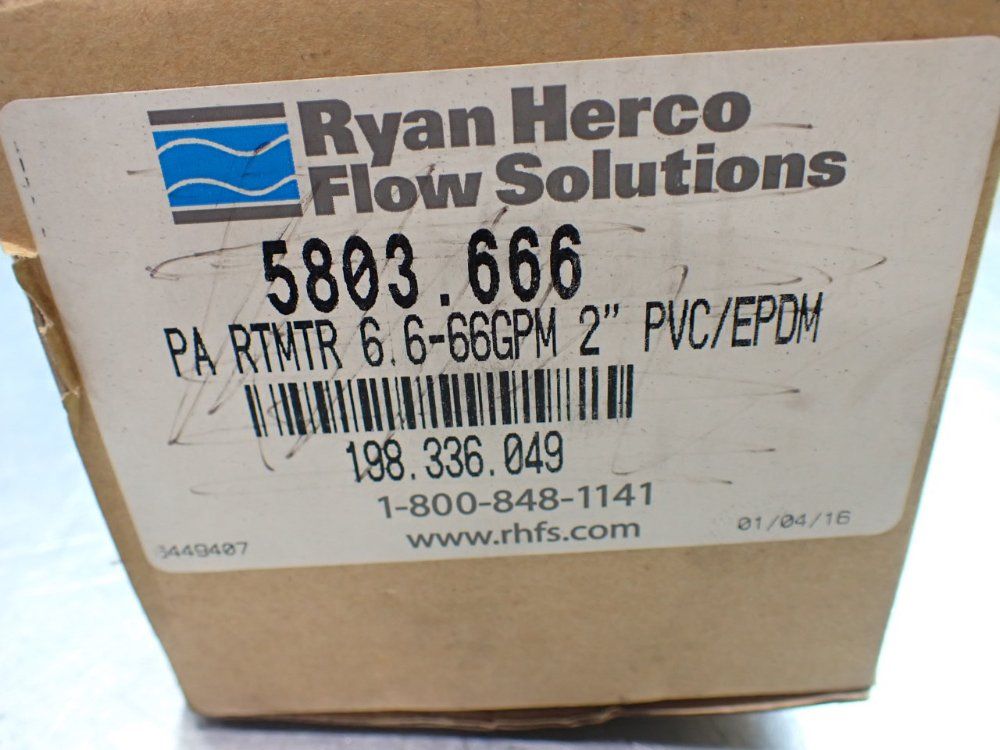 Ryan Herco
Flow Solutions
5803.666
PA RTMTR 6.6-66GPM 2" PVC/EPDM
198.336.049
1-800-848-1141
www.rhfs.com
01/04/16